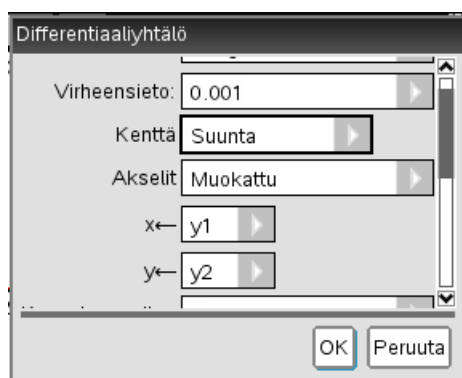 Differentiaaliyhtälö
Virheensieto: 0.001
Kenttä Suunta
Akselit Muokattu
x← y1
y← y2
OK Peruuta